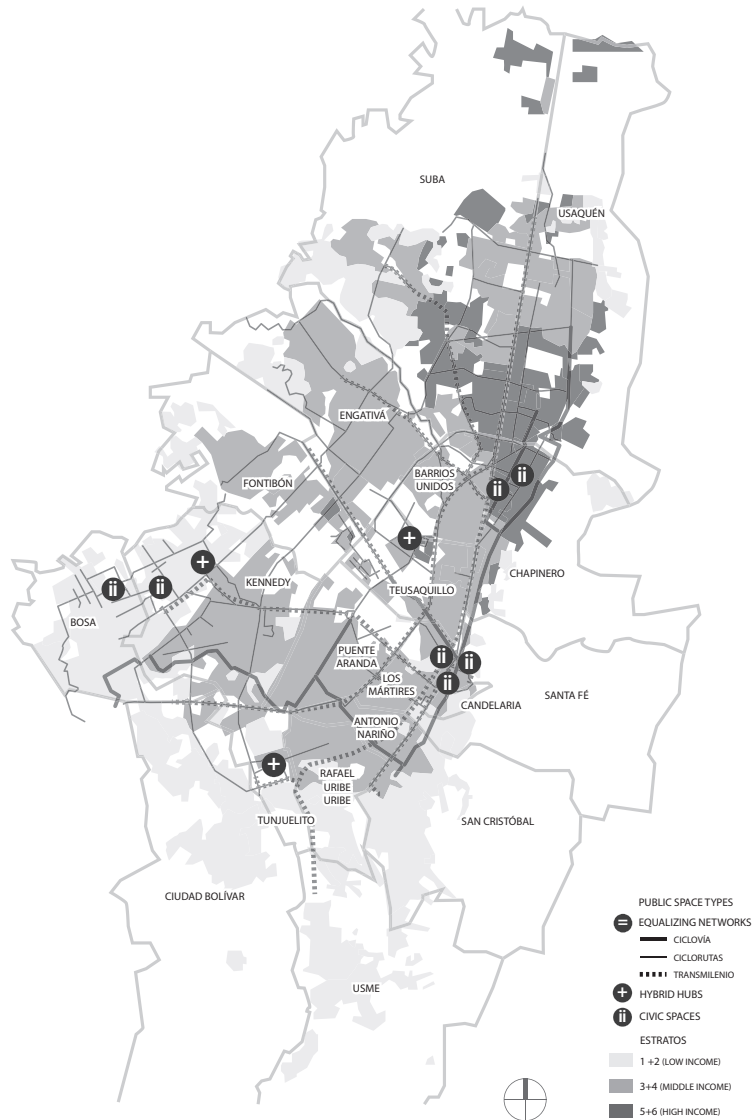 SUBA
USAQUÉN
ENGATIVÁ
BARRIOS
UNIDOS
FONTIBÓN
CHAPINERO
KENNEDY
TEUSAQUILLO
BOSA
PUENTE
ARANDA
LOS
MÁRTIRES
SANTA FÉ
CANDELARIA
ANTONIO
NARIÑO
RAFAEL
URIBE
URIBE
TUNJUELITO
SAN CRISTÓBAL
CIUDAD BOLÍVAR
USME
PUBLIC SPACE TYPES
= EQUALIZING NETWORKS
CICLOVÍA
CICLORUTAS
TRANSMILENIO
+ HYBRID HUBS
ii CIVIC SPACES
ESTRATOS
1 +2 (LOW INCOME)
3+4 (MIDDLE INCOME)
5+6 (HIGH INCOME)